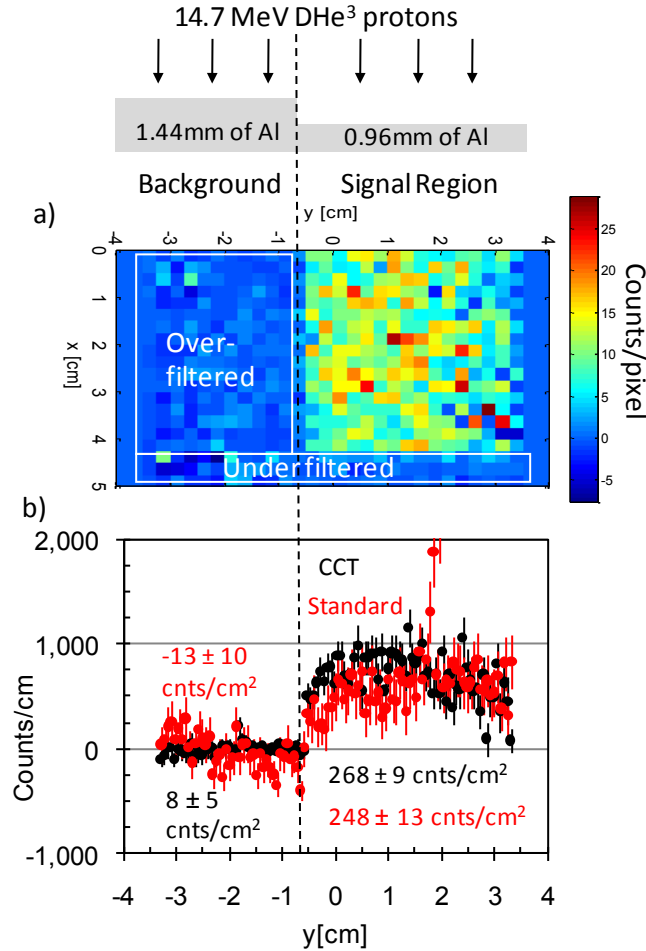 14.7 MeV DHe³ protons
1.44mm of Al
0.96mm of Al
Background
Signal Region
y [cm]
a)
-4 -3 -2 -1 0 1 2 3 4
0
1
2
3
4
5
x [cm]
Over-
filtered
Under filtered
25
20
15
10
5
0
-5
Counts/pixel
b)
2,000
1,000
0
-1,000
Counts/cm
CCT
Standard
-13 ± 10
cnts/cm²
8 ± 5
cnts/cm²
268 ± 9 cnts/cm²
248 ± 13 cnts/cm²
-4 -3 -2 -1 0 1 2 3 4
y[cm]